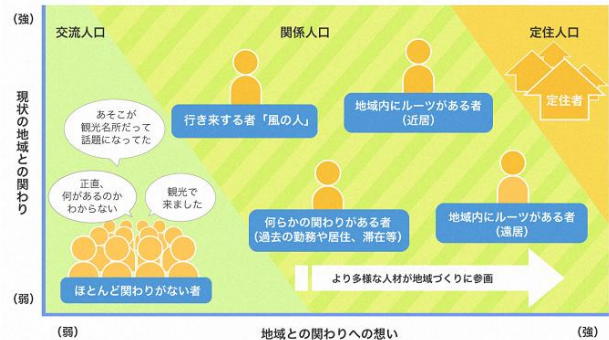 （強）
交流人口
関係人口
定住人口
定住者
現状の地域との関わり
あそこが
観光名所だって
話題になってた
行き来する者「風の人」
地域内にルーツがある者
（近居）
正直、
何があるのか
わからない
観光で
来ました
何らかの関わりがある者
（過去の勤務や居住、滞在等）
地域内にルーツがある者
（遠居）
ほとんど関わりがない者
より多様な人材が地域づくりに参画
（弱）
（弱）
地域との関わりへの想い
（強）